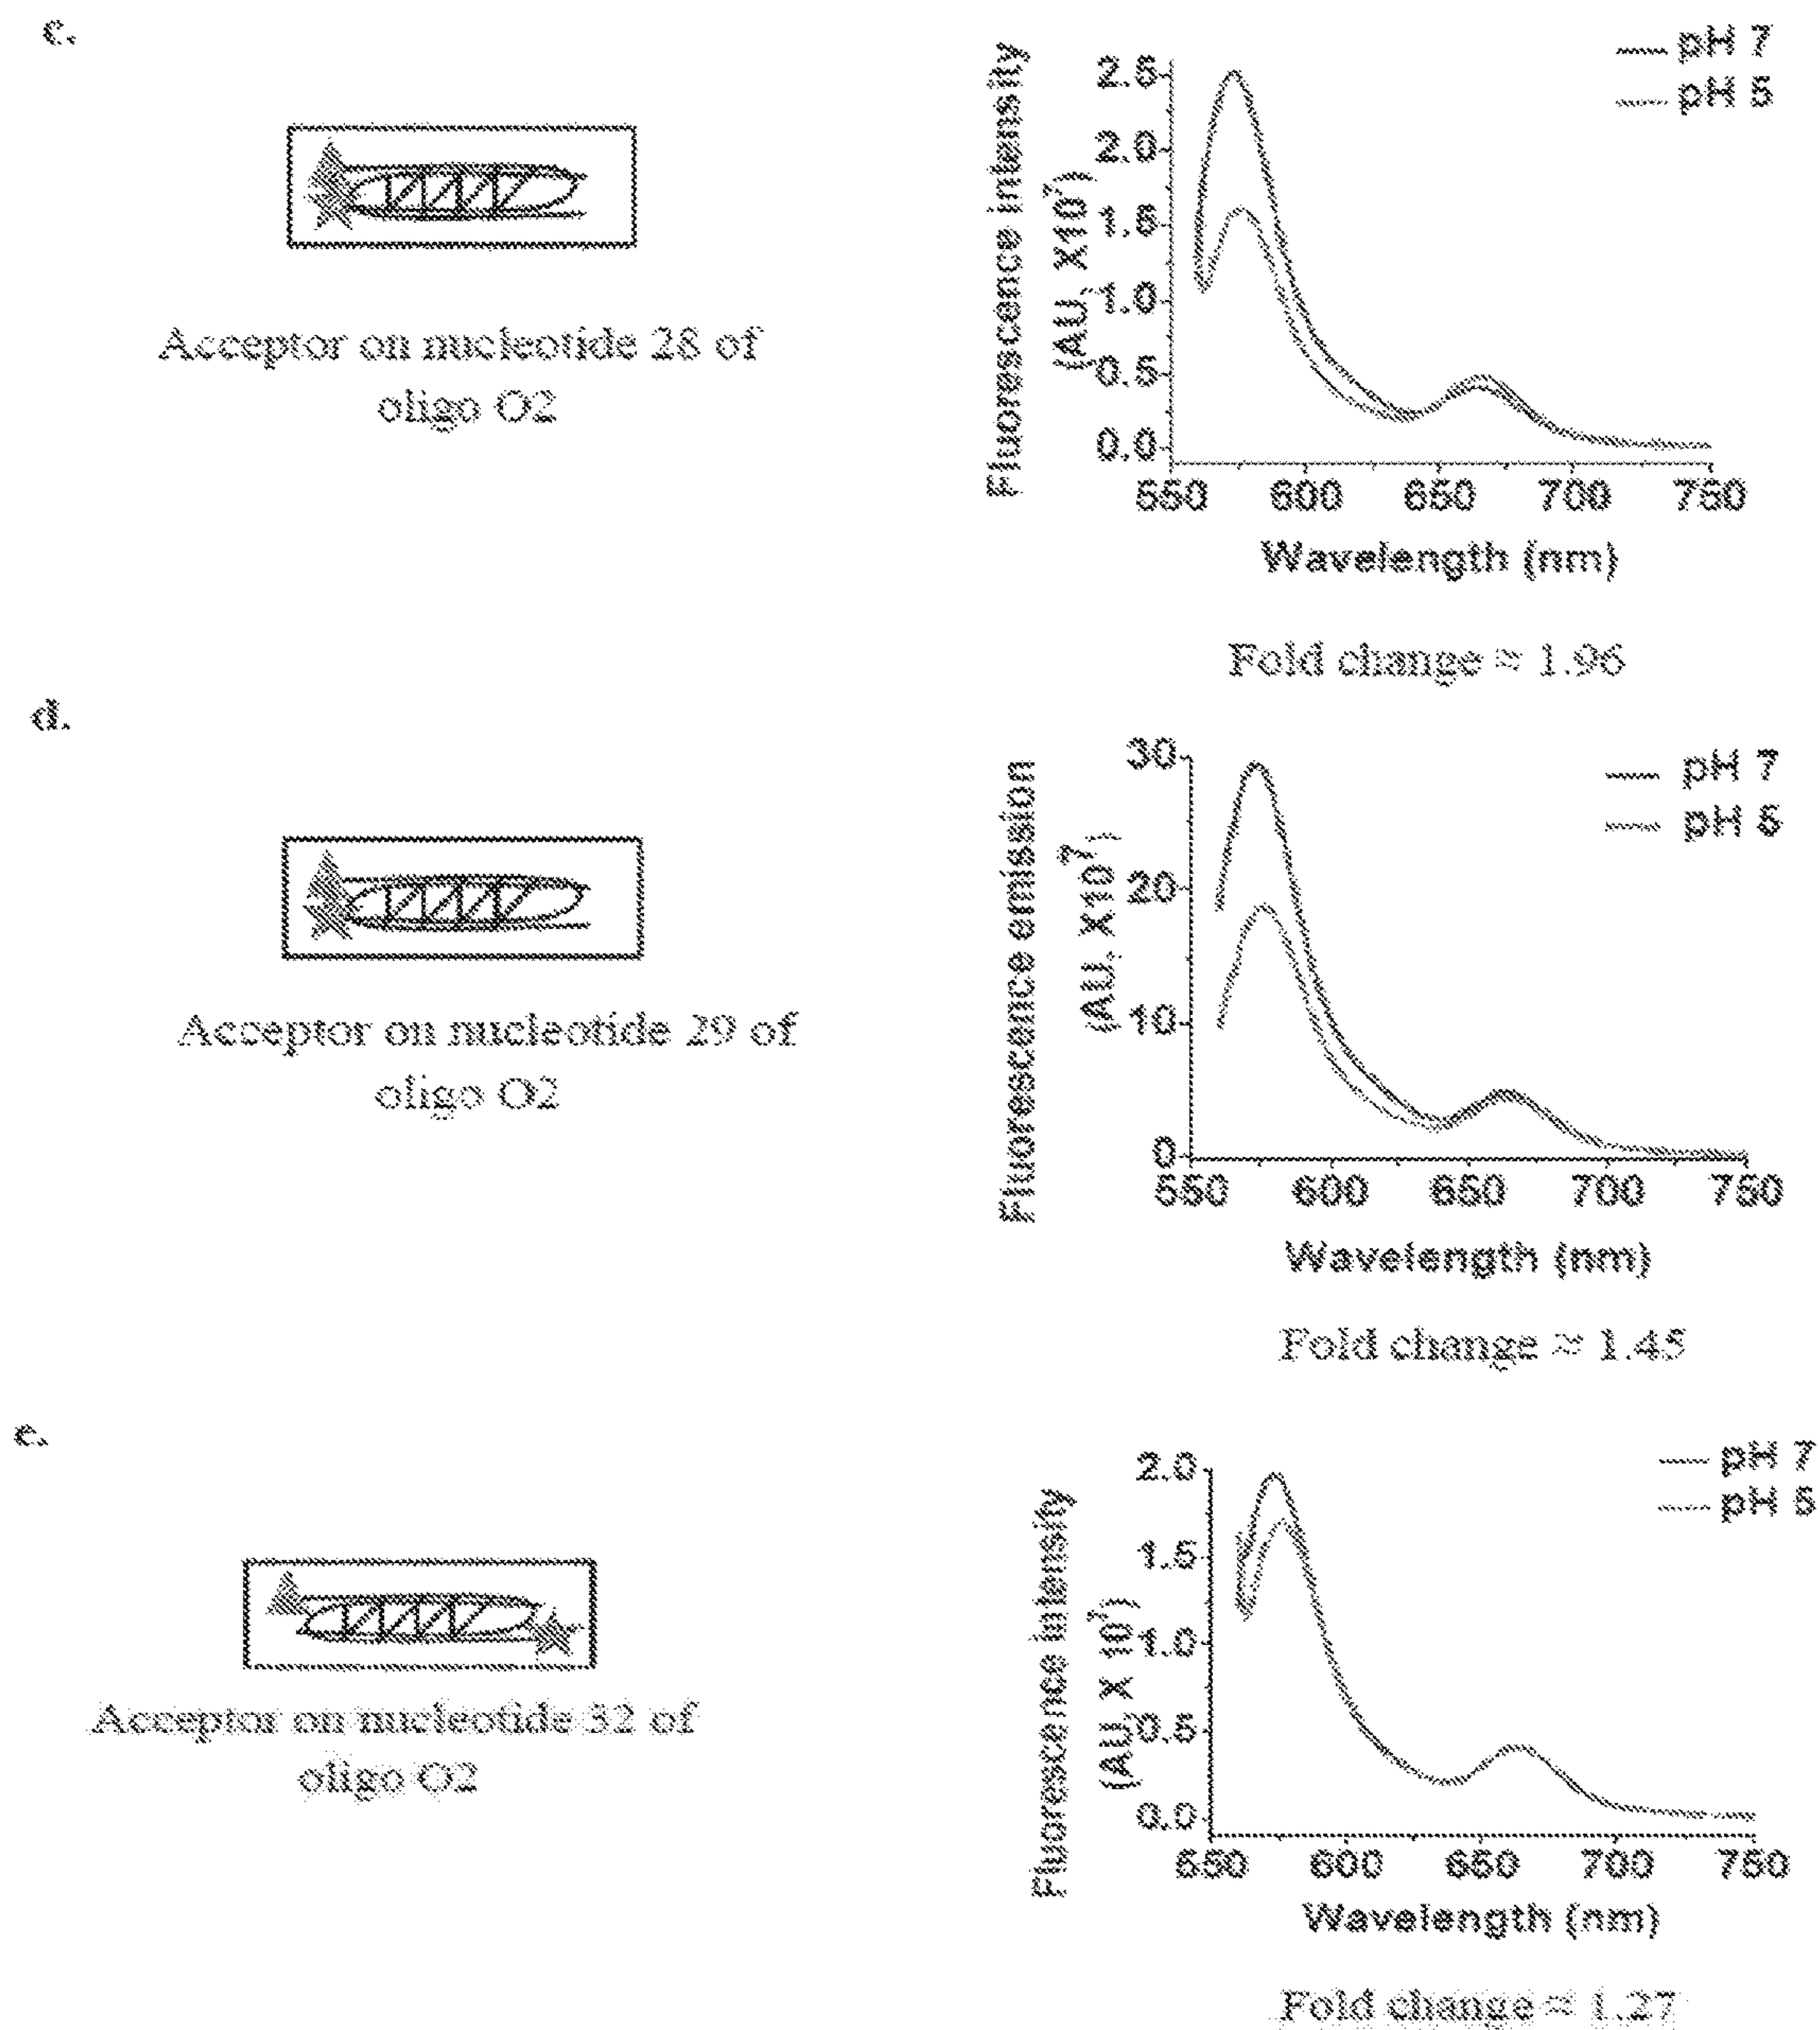 c.
Acceptor on nucleotide 28 of
oligo O2
Fluorescence intensity
(AU, X10⁷)
2.5
2.0
1.5
1.0
0.5
0.0
550 600 650 700 750
Wavelength (nm)
pH 7
pH 5
Fold change ≈ 1.96
d.
Acceptor on nucleotide 29 of
oligo O2
Fluorescence emission
(AU, X10⁷)
30
20
10
0
550 600 650 700 750
Wavelength (nm)
pH 7
pH 5
Fold change ≈ 1.45
e.
Acceptor on nucleotide 32 of
oligo O2
Fluorescence intensity
(AU, X 10⁷)
2.0
1.5
1.0
0.5
0.0
550 600 650 700 750
Wavelength (nm)
pH 7
pH 5
Fold change ≈ 1.27